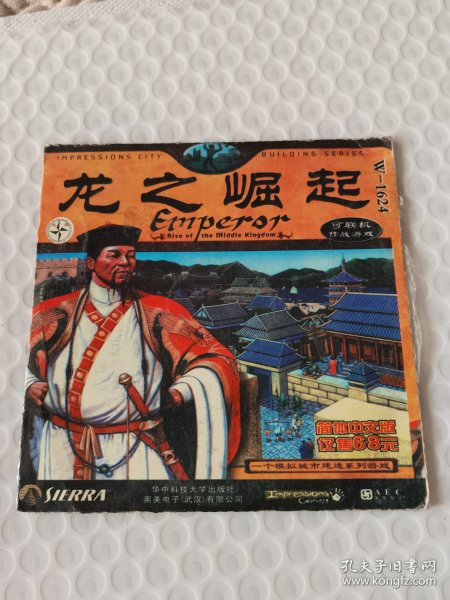 IMPRESSIONS CITY BUILDING SERIES
龙之崛起
W-1624
Emperor
Rise of the Middle Kingdom
可联机
作战游戏
简体中文版
仅售68元
一个模拟城市建造系列游戏
SIERRA
华中科技大学出版社
奥美电子(武汉)有限公司
Impressions
Games
AEC
孔夫子旧书网
www.kongfz.com